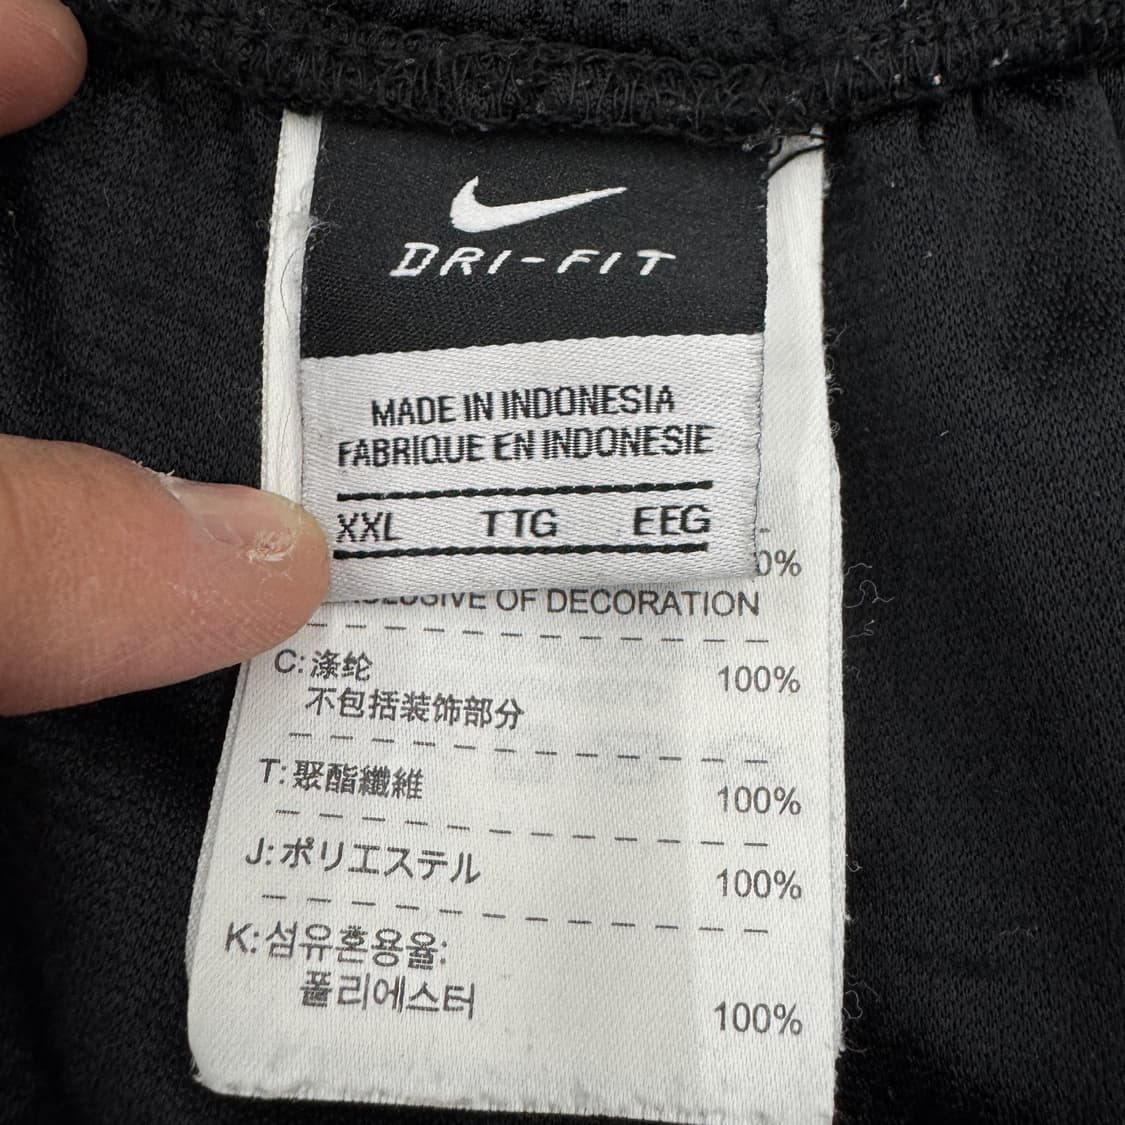 DRI-FIT
MADE IN INDONESIA
FABRIQUE EN INDONESIE
XXL TTG EEG
0%
OF DECORATION
C:涤纶 100%
不包括装饰部分
T:聚酯纖維 100%
J:ポリエステル 100%
K:섬유혼용율:
폴리에스터 100%